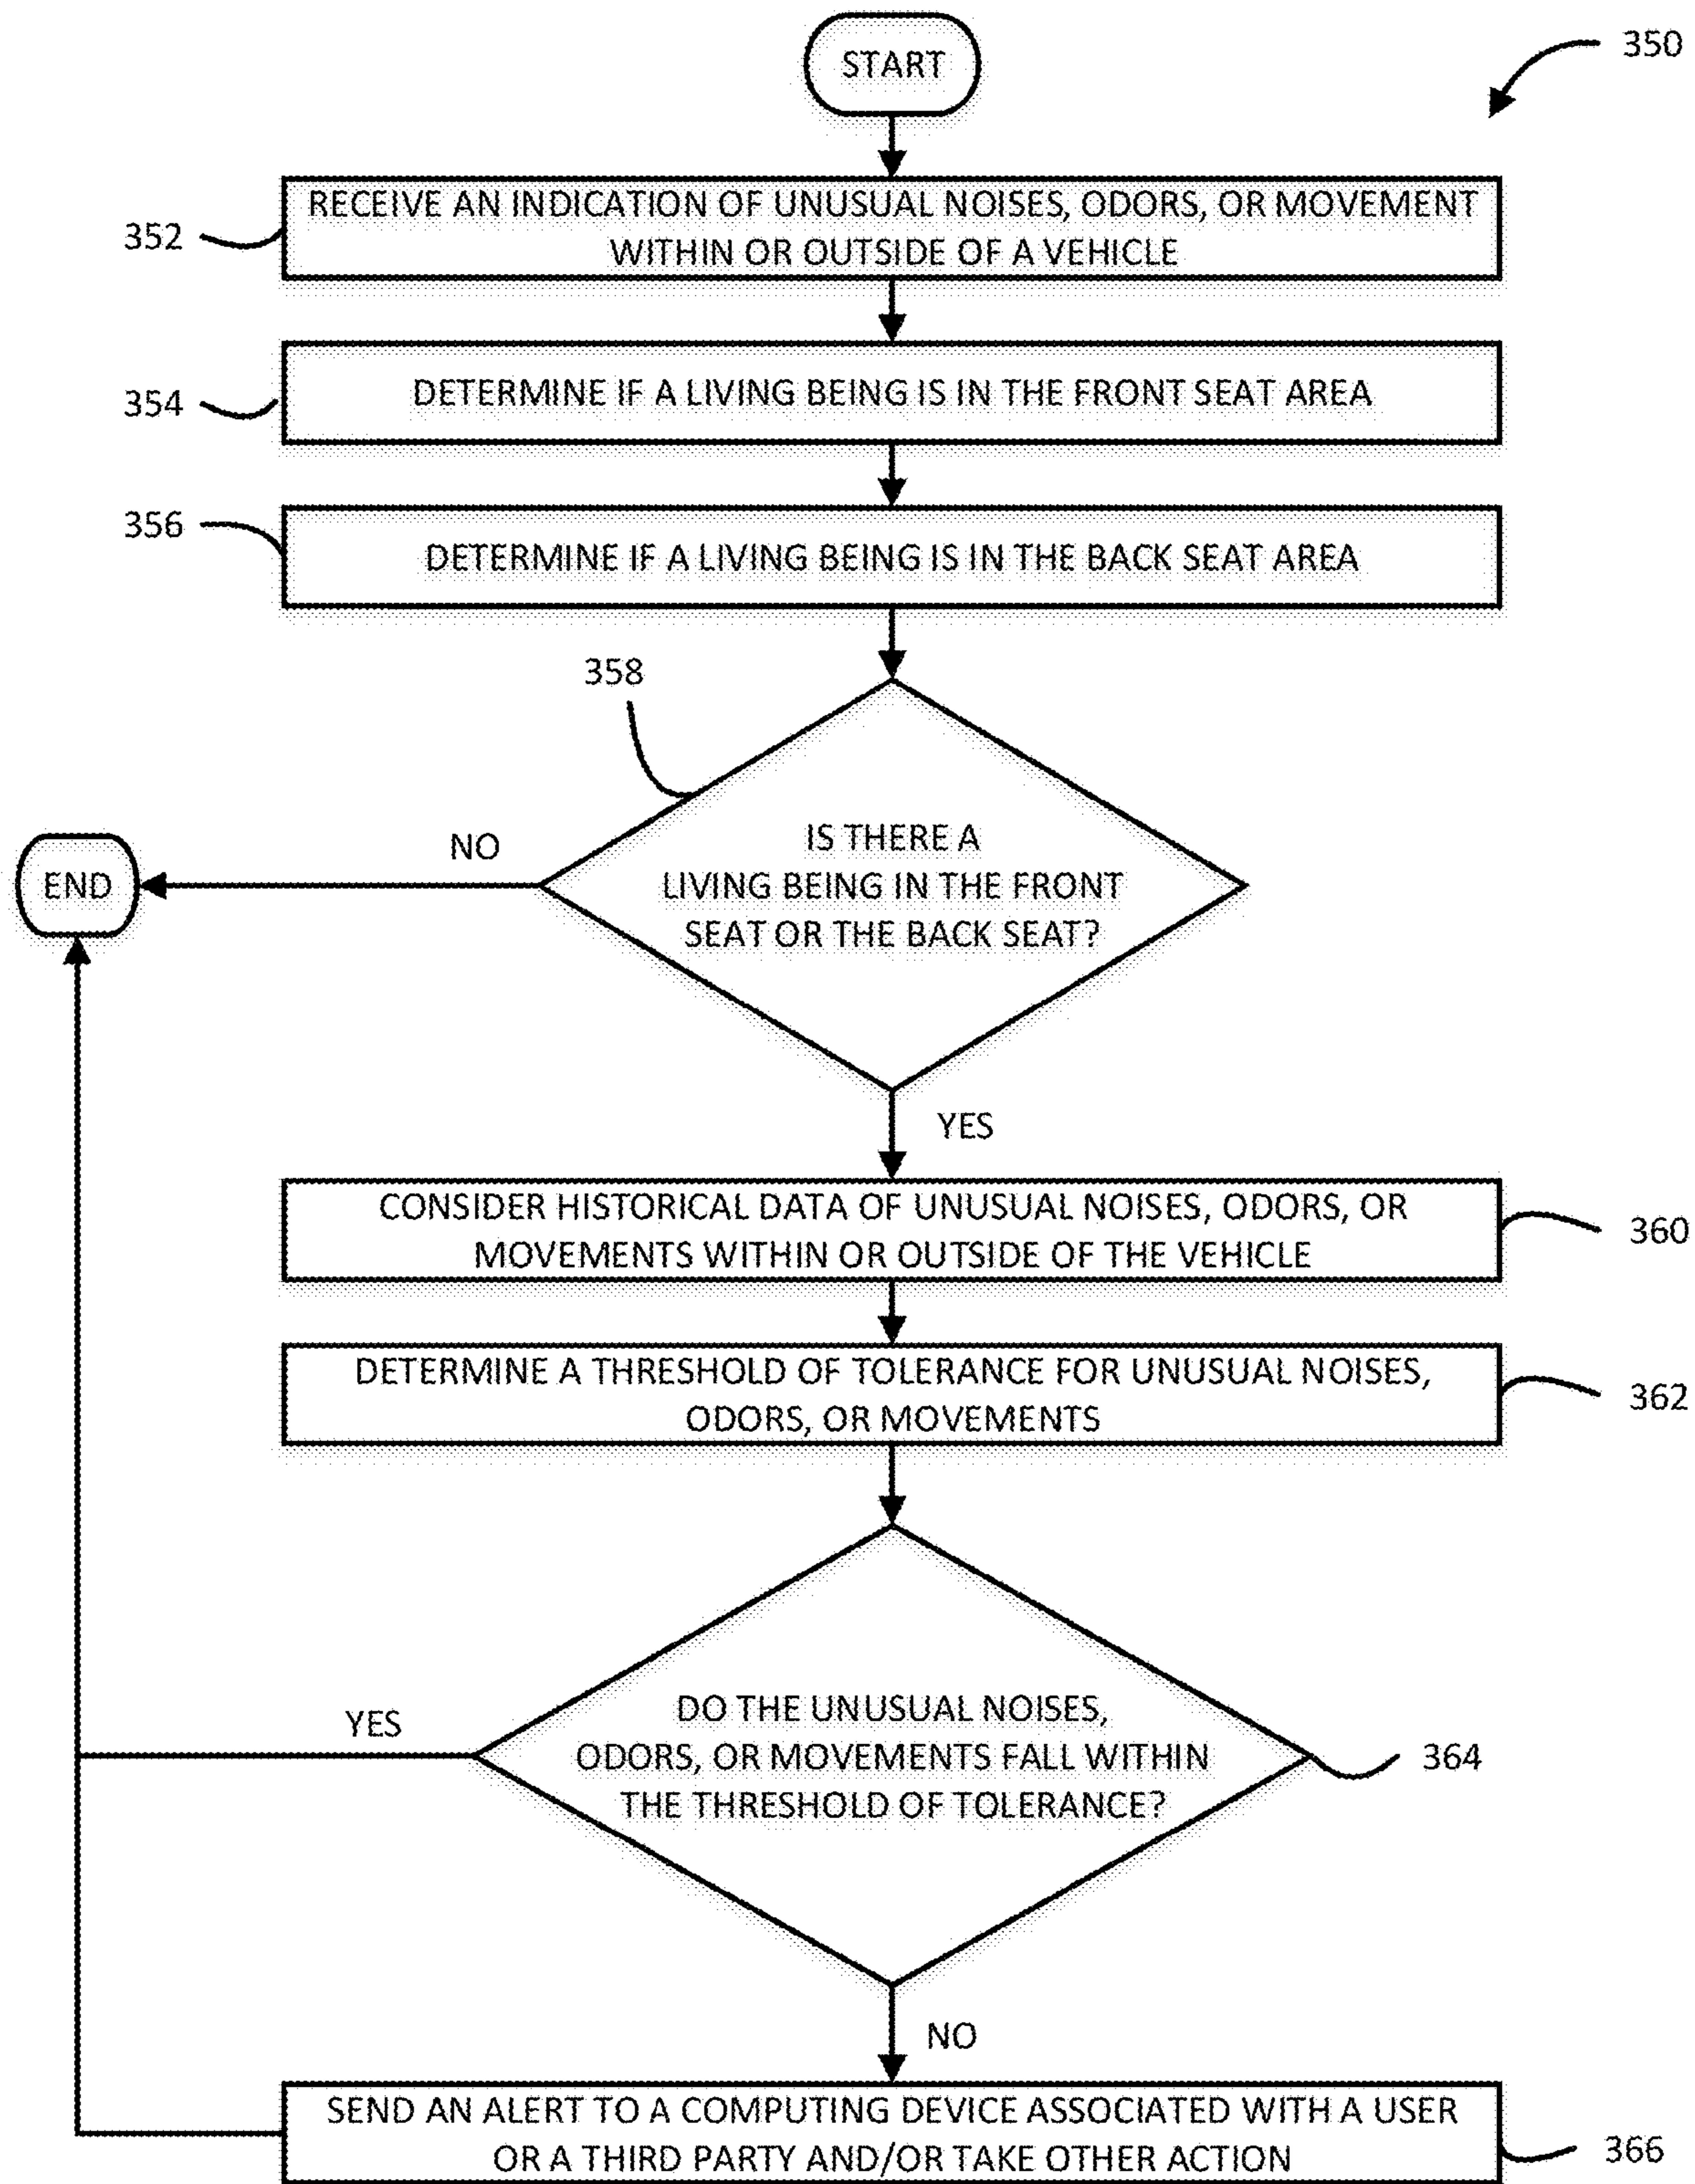 START
350
RECEIVE AN INDICATION OF UNUSUAL NOISES, ODORS, OR MOVEMENT
WITHIN OR OUTSIDE OF A VEHICLE
352
DETERMINE IF A LIVING BEING IS IN THE FRONT SEAT AREA
354
356
DETERMINE IF A LIVING BEING IS IN THE BACK SEAT AREA
358
IS THERE A
LIVING BEING IN THE FRONT
SEAT OR THE BACK SEAT?
NO
END
YES
CONSIDER HISTORICAL DATA OF UNUSUAL NOISES, ODORS, OR
MOVEMENTS WITHIN OR OUTSIDE OF THE VEHICLE
360
DETERMINE A THRESHOLD OF TOLERANCE FOR UNUSUAL NOISES,
ODORS, OR MOVEMENTS
362
DO THE UNUSUAL NOISES,
ODORS, OR MOVEMENTS FALL WITHIN
THE THRESHOLD OF TOLERANCE?
YES
364
NO
SEND AN ALERT TO A COMPUTING DEVICE ASSOCIATED WITH A USER
OR A THIRD PARTY AND/OR TAKE OTHER ACTION
366